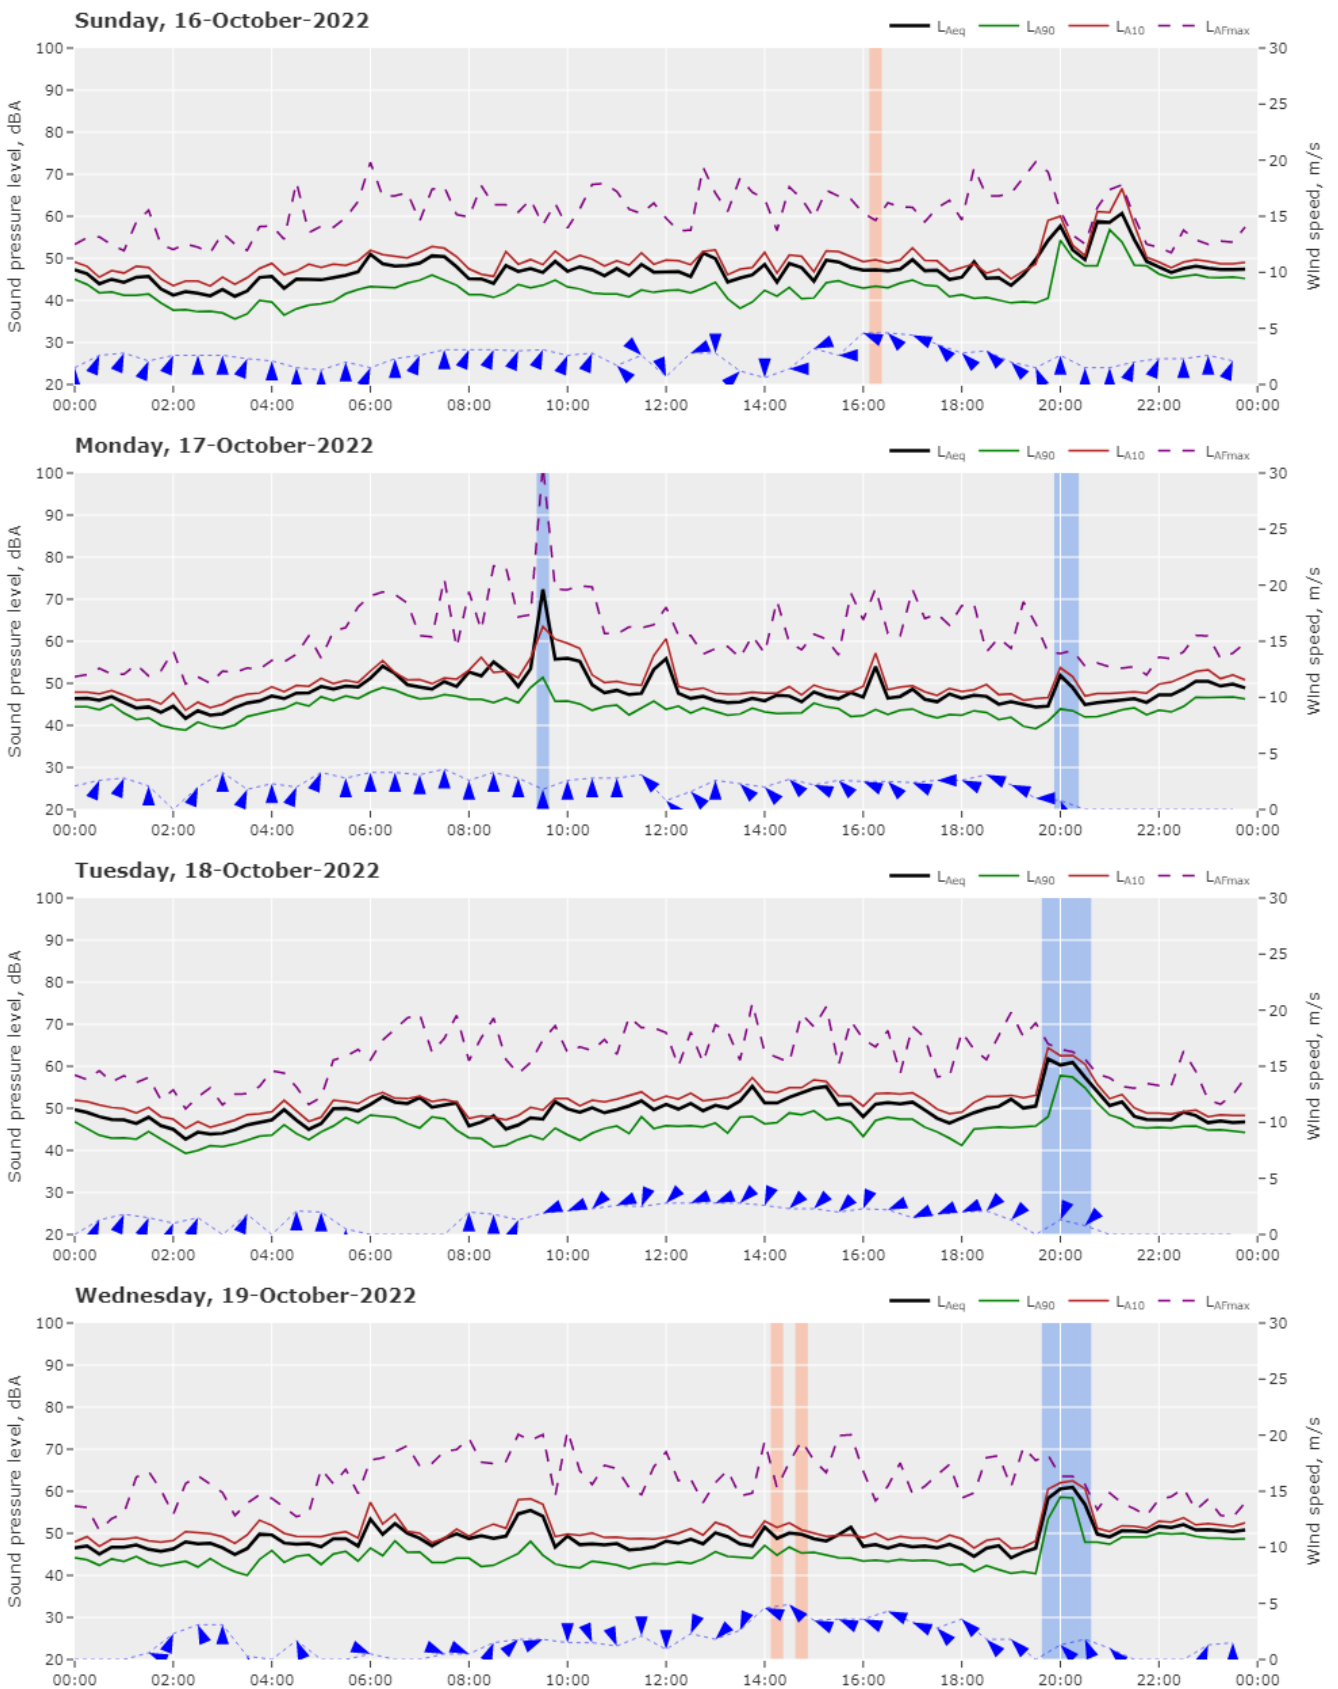 Sunday, 16-October-2022
LAeq LA90 LA10 LAFmax
100 90 80 70 60 50 40 30 20
Sound pressure level, dBA
30 25 20 15 10 5 0
Wind speed, m/s
00:00 02:00 04:00 06:00 08:00 10:00 12:00 14:00 16:00 18:00 20:00 22:00 00:00
Monday, 17-October-2022
LAeq LA90 LA10 LAFmax
100 90 80 70 60 50 40 30 20
Sound pressure level, dBA
30 25 20 15 10 5 0
Wind speed, m/s
00:00 02:00 04:00 06:00 08:00 10:00 12:00 14:00 16:00 18:00 20:00 22:00 00:00
Tuesday, 18-October-2022
LAeq LA90 LA10 LAFmax
100 90 80 70 60 50 40 30 20
Sound pressure level, dBA
30 25 20 15 10 5 0
Wind speed, m/s
00:00 02:00 04:00 06:00 08:00 10:00 12:00 14:00 16:00 18:00 20:00 22:00 00:00
Wednesday, 19-October-2022
LAeq LA90 LA10 LAFmax
100 90 80 70 60 50 40 30 20
Sound pressure level, dBA
30 25 20 15 10 5 0
Wind speed, m/s
00:00 02:00 04:00 06:00 08:00 10:00 12:00 14:00 16:00 18:00 20:00 22:00 00:00